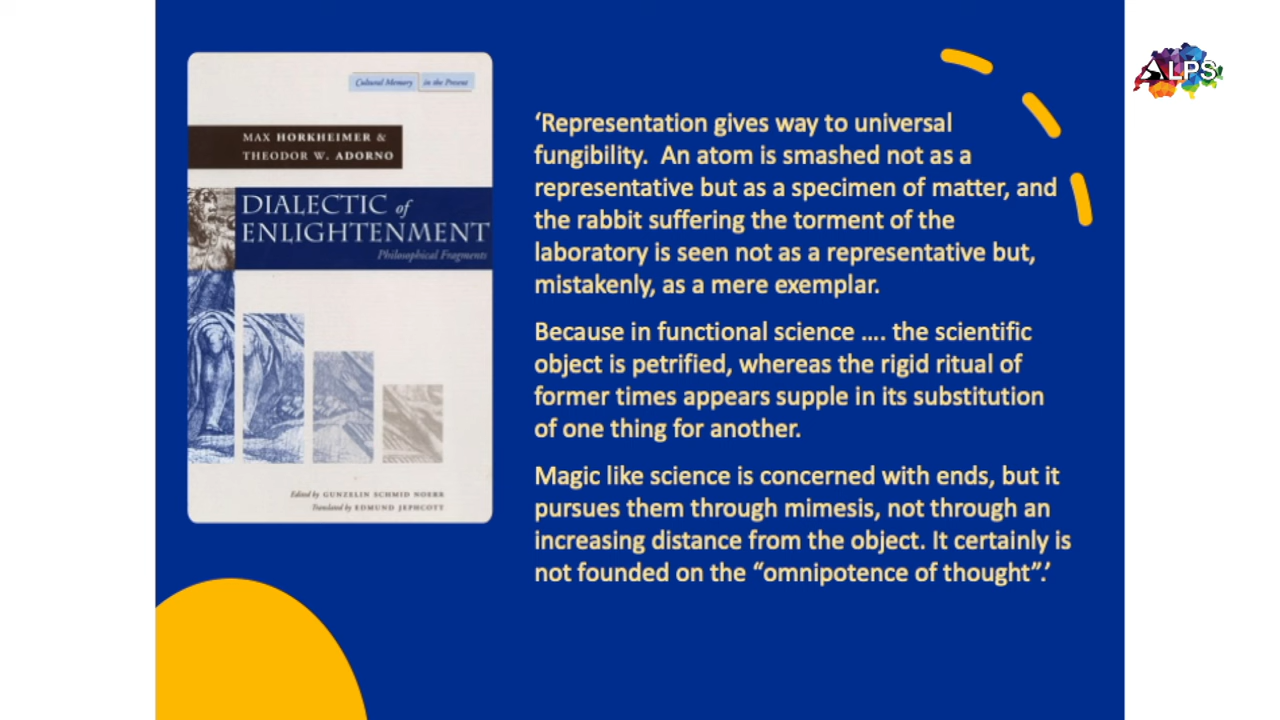 Cultural Memory in the Present
MAX HORKHEIMER &
THEODOR W. ADORNO
DIALECTIC of
ENLIGHTENMENT
Philosophical Fragments
Edited by GUNZELIN SCHMID NOERR
Translated by EDMUND JEPHCOTT
‘Representation gives way to universal
fungibility.  An atom is smashed not as a
representative but as a specimen of matter, and
the rabbit suffering the torment of the
laboratory is seen not as a representative but,
mistakenly, as a mere exemplar.
Because in functional science .... the scientific
object is petrified, whereas the rigid ritual of
former times appears supple in its substitution
of one thing for another.
Magic like science is concerned with ends, but it
pursues them through mimesis, not through an
increasing distance from the object. It certainly is
not founded on the “omnipotence of thought”.’
ALPS